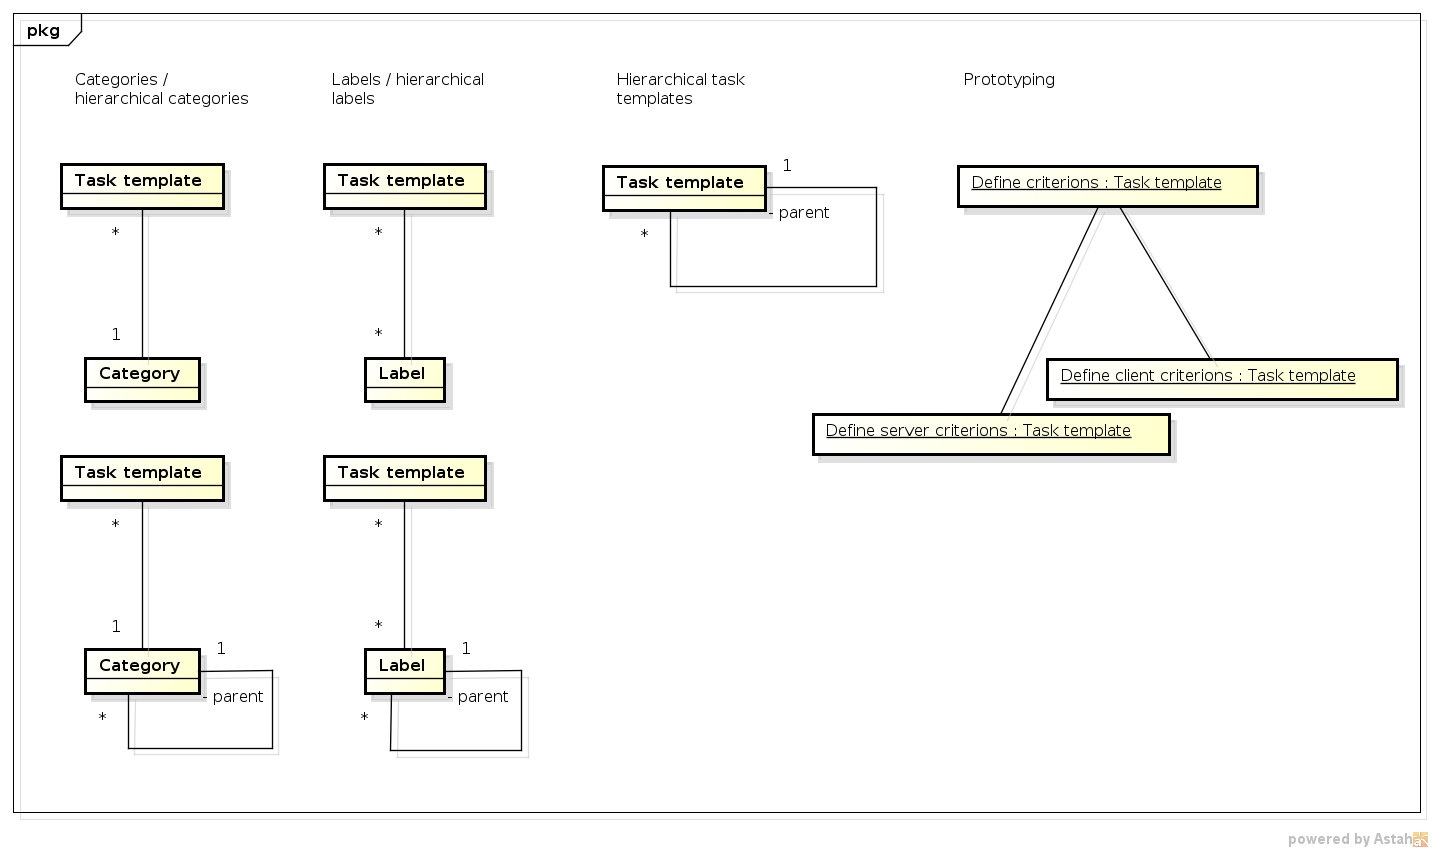 pkg
Categories /
hierarchical categories
Labels / hierarchical
labels
Hierarchical task
templates
Prototyping
Task template
*
1
Category
Task template
*
*
Label
Task template
1
- parent
*
Define criterions : Task template
Define client criterions : Task template
Define server criterions : Task template
Task template
*
1
Category
1
- parent
*
Task template
*
*
Label
1
- parent
*
powered by Astah